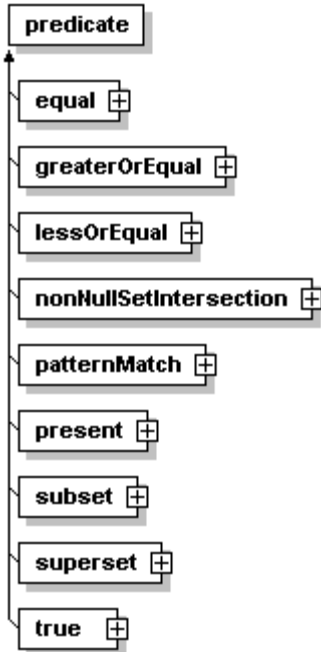 predicate
equal
greaterOrEqual
lessOrEqual
nonNullSetIntersection
patternMatch
present
subset
superset
true